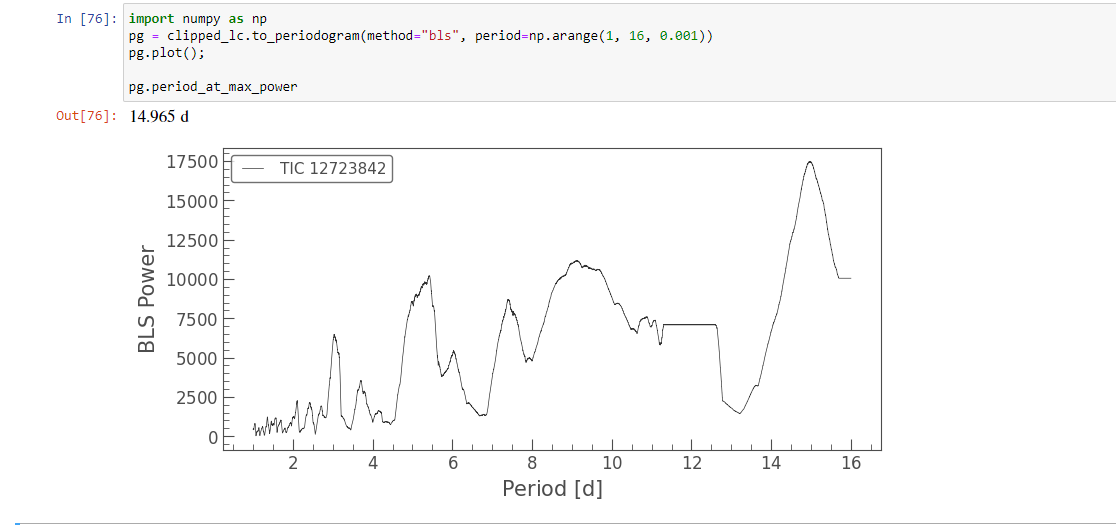 In [76]: import numpy as np
pg = clipped_lc.to_periodogram(method="bls", period=np.arange(1, 16, 0.001))
pg.plot();
pg.period_at_max_power
Out[76]: 14.965 d
TIC 12723842
17500
15000
12500
10000
7500
5000
2500
0
BLS Power
2 4 6 8 10 12 14 16
Period [d]